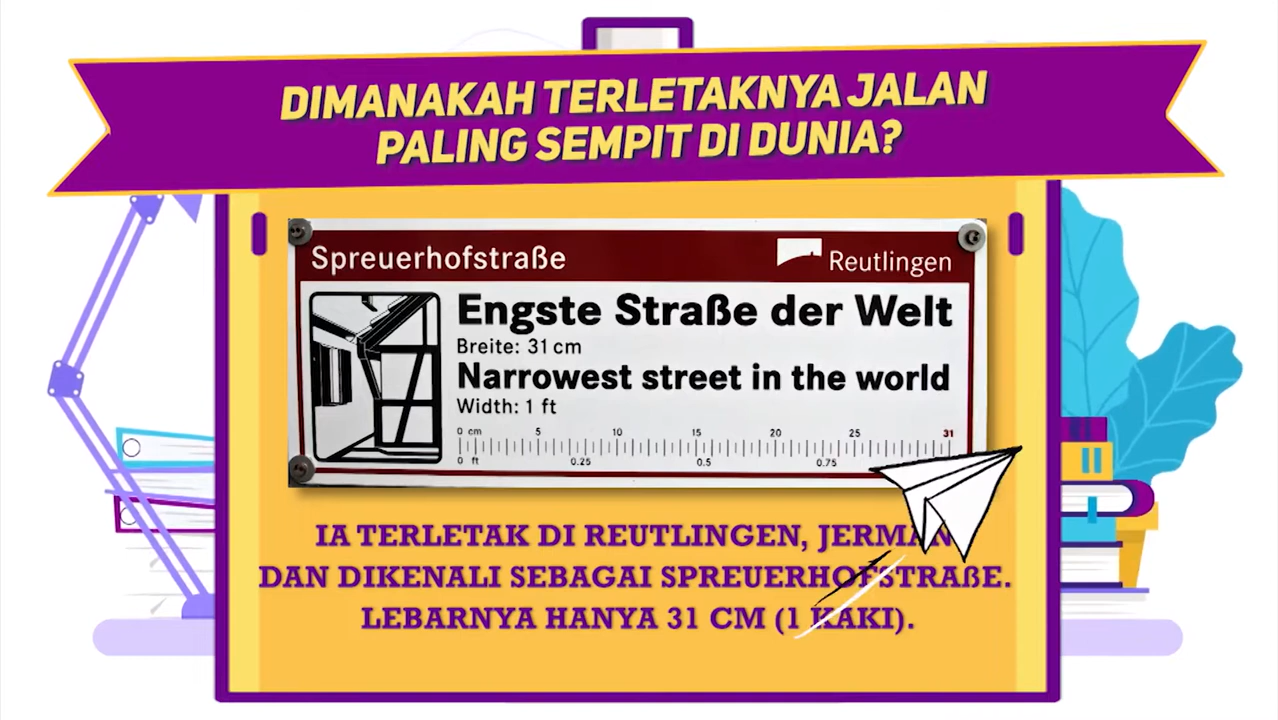 DIMANAKAH TERLETAKNYA JALAN
PALING SEMPIT DI DUNIA?
Spreuerhofstraße
Reutlingen
Engste Straße der Welt
Breite: 31 cm
Narrowest street in the world
Width: 1 ft
0 cm 5 10 15 20 25 31
0 ft 0.25 0.5 0.75
IA TERLETAK DI REUTLINGEN, JERMAN
DAN DIKENALI SEBAGAI SPREUERHOFSTRAßE.
LEBARNYA HANYA 31 CM (1 KAKI).